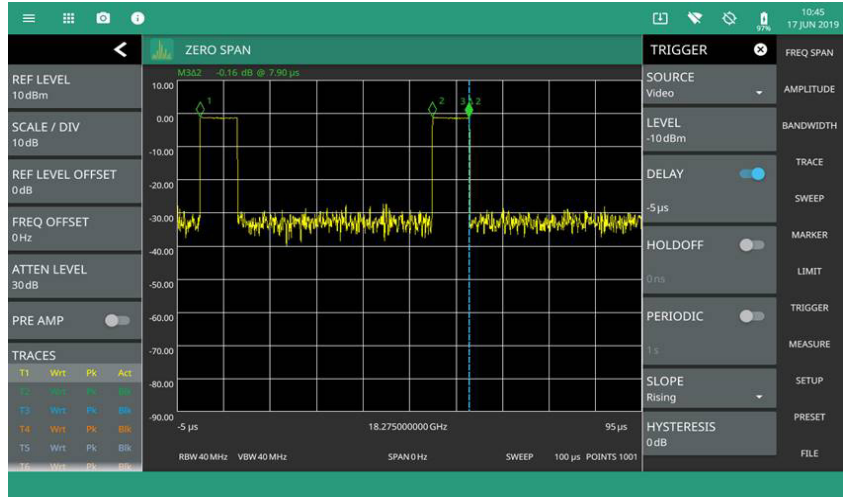 10:45
97%
17 JUN 2019
ZERO SPAN
TRIGGER
FREQ SPAN
REF LEVEL
10 dBm
SCALE / DIV
10 dB
REF LEVEL OFFSET
0 dB
FREQ OFFSET
0 Hz
ATTEN LEVEL
30 dB
PRE AMP
TRACES
T1 Wrt Pk Act
T2 Wrt Pk Blk
T3 Wrt Pk Blk
T4 Wrt Pk Blk
T5 Wrt Pk Blk
T6 Wrt Pk Blk
M3Δ2 -0.16 dB @ 7.90 µs
10.00
0.00
-10.00
-20.00
-30.00
-40.00
-50.00
-60.00
-70.00
-80.00
-90.00
1
2
3 Δ 2
-5 µs 18.275000000 GHz 95 µs
RBW 40 MHz VBW 40 MHz SPAN 0 Hz SWEEP 100 µs POINTS 1001
SOURCE
Video
LEVEL
-10 dBm
DELAY
-5 µs
HOLDOFF
0 ns
PERIODIC
1 s
SLOPE
Rising
HYSTERESIS
0 dB
AMPLITUDE
BANDWIDTH
TRACE
SWEEP
MARKER
LIMIT
TRIGGER
MEASURE
SETUP
PRESET
FILE